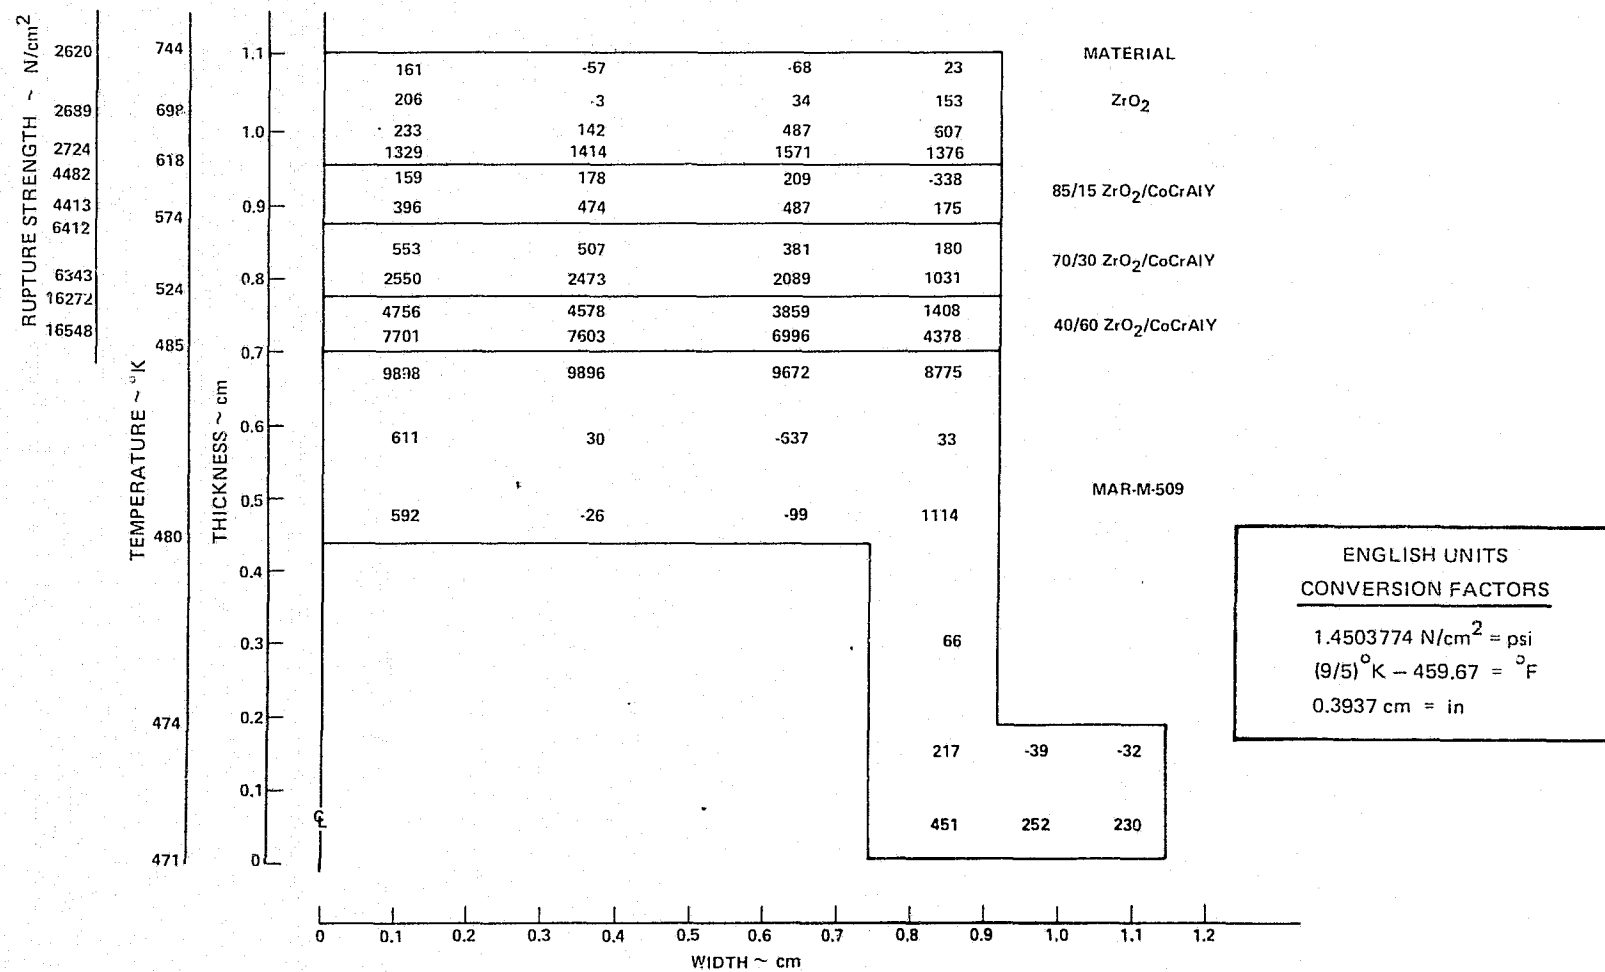 RUPTURE STRENGTH ~ N/cm2
2620
2689
2724
4482
4413
6412
6343
16272
16548
TEMPERATURE ~ °K
744
698
618
574
524
485
480
474
471
THICKNESS ~ cm
1.1
1.0
0.9
0.8
0.7
0.6
0.5
0.4
0.3
0.2
0.1
0
161 -57 -68 23
206 -3 34 153
233 142 487 607
1329 1414 1571 1376
159 178 209 -338
396 474 487 175
553 507 381 180
2550 2473 2089 1031
4756 4578 3859 1408
7701 7603 6996 4378
9898 9896 9672 8775
611 30 -637 33
592 -26 -99 1114
66
217 -39 -32
451 252 230
MATERIAL
ZrO2
85/15 ZrO2/CoCrAlY
70/30 ZrO2/CoCrAlY
40/60 ZrO2/CoCrAlY
MAR-M-509
ENGLISH UNITS
CONVERSION FACTORS
1.4503774 N/cm2 = psi
(9/5)°K – 459.67 = °F
0.3937 cm = in
℄
0 0.1 0.2 0.3 0.4 0.5 0.6 0.7 0.8 0.9 1.0 1.1 1.2
WIDTH ~ cm